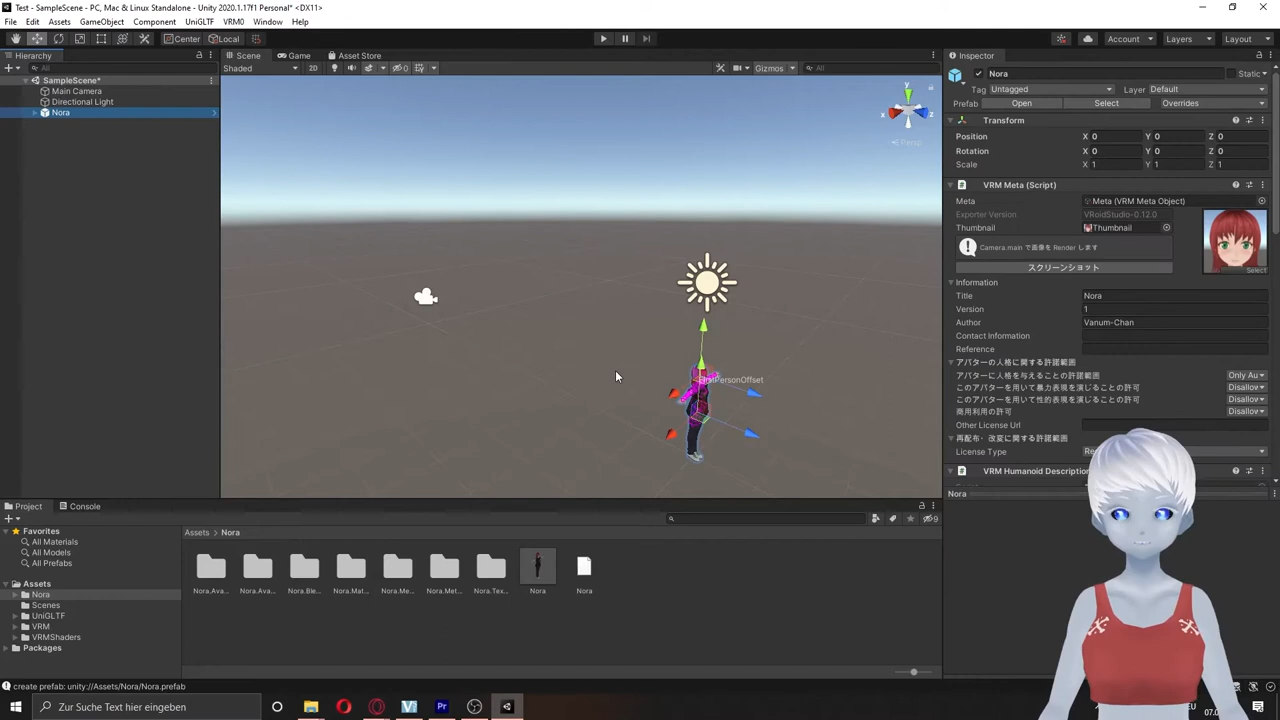 Test - SampleScene - PC, Mac & Linux Standalone - Unity 2020.1.17f1 Personal* <DX11>
File Edit Assets GameObject Component UniGLTF VRM0 Window Help
Center Local Account Layers Layout
Hierarchy Scene Game Asset Store Inspector
All Shaded 2D 0 Gizmos All
SampleScene*
Main Camera
Directional Light
Nora
y
x z
Persp
FirstPersonOffset
Nora Static
Tag Untagged Layer Default
Prefab Open Select Overrides
Transform
Position X 0 Y 0 Z 0
Rotation X 0 Y 0 Z 0
Scale X 1 Y 1 Z 1
VRM Meta (Script)
Meta Meta (VRM Meta Object)
Exporter Version VRoidStudio-0.12.0
Thumbnail Thumbnail
Camera.main で画像を Render します
スクリーンショット Select
Information
Title Nora
Version 1
Author Vanum-Chan
Contact Information
Reference
アバターの人格に関する許諾範囲
アバターに人格を与えることの許諾範囲 Only Au
このアバターを用いて暴力表現を演じることの許可 Disallow
このアバターを用いて性的表現を演じることの許可 Disallow
商用利用の許可 Disallow
Other License Url
再配布・改変に関する許諾範囲
License Type
VRM Humanoid Description
Nora
Project Console
9
Favorites
All Materials
All Models
All Prefabs
Assets
Nora
Scenes
UniGLTF
VRM
VRMShaders
Packages
Assets › Nora
Nora.Ava... Nora.Ava... Nora.Ble... Nora.Mat... Nora.Me... Nora.Met... Nora.Tex... Nora Nora
create prefab: unity://Assets/Nora/Nora.prefab
Zur Suche Text hier eingeben
Pr
EU
07.0